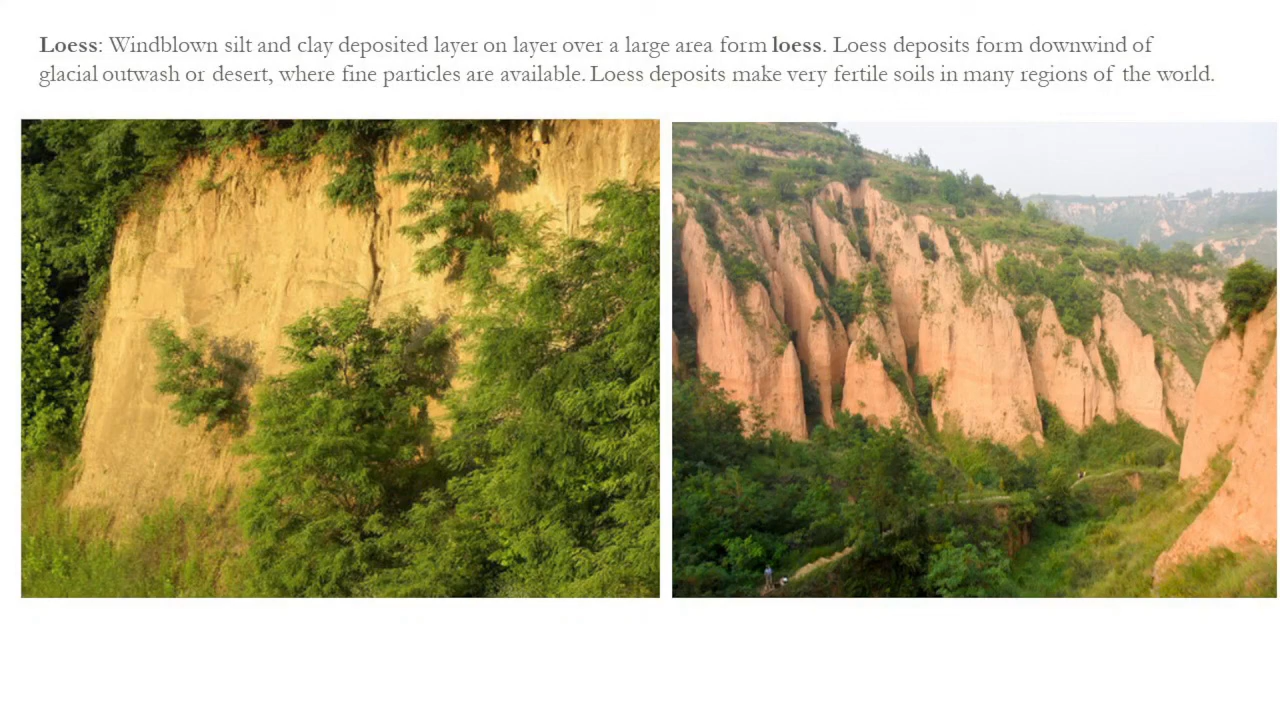 Loess: Windblown silt and clay deposited layer on layer over a large area form loess. Loess deposits form downwind of
glacial outwash or desert, where fine particles are available. Loess deposits make very fertile soils in many regions of the world.